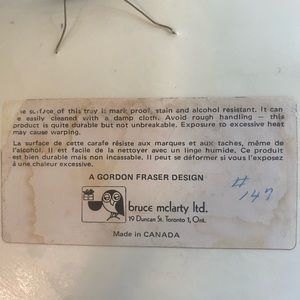 The surface of this tray is mark proof, stain and alcohol resistant. It can
be easily cleaned with a damp cloth. Avoid rough handling — this
product is quite durable but not unbreakable. Exposure to excessive heat
may cause warping.
La surface de cette carafe résiste aux marques et aux taches, même de
l'alcool. Il est facile de la nettoyer avec un linge humide. Ce produit
est bien durable mais non incassable. Il peut se déformer si vous l'exposez
à une chaleur excessive.
A GORDON FRASER DESIGN
# 147
bruce mclarty ltd.
19 Duncan St. Toronto 1, Ont.
Made in CANADA